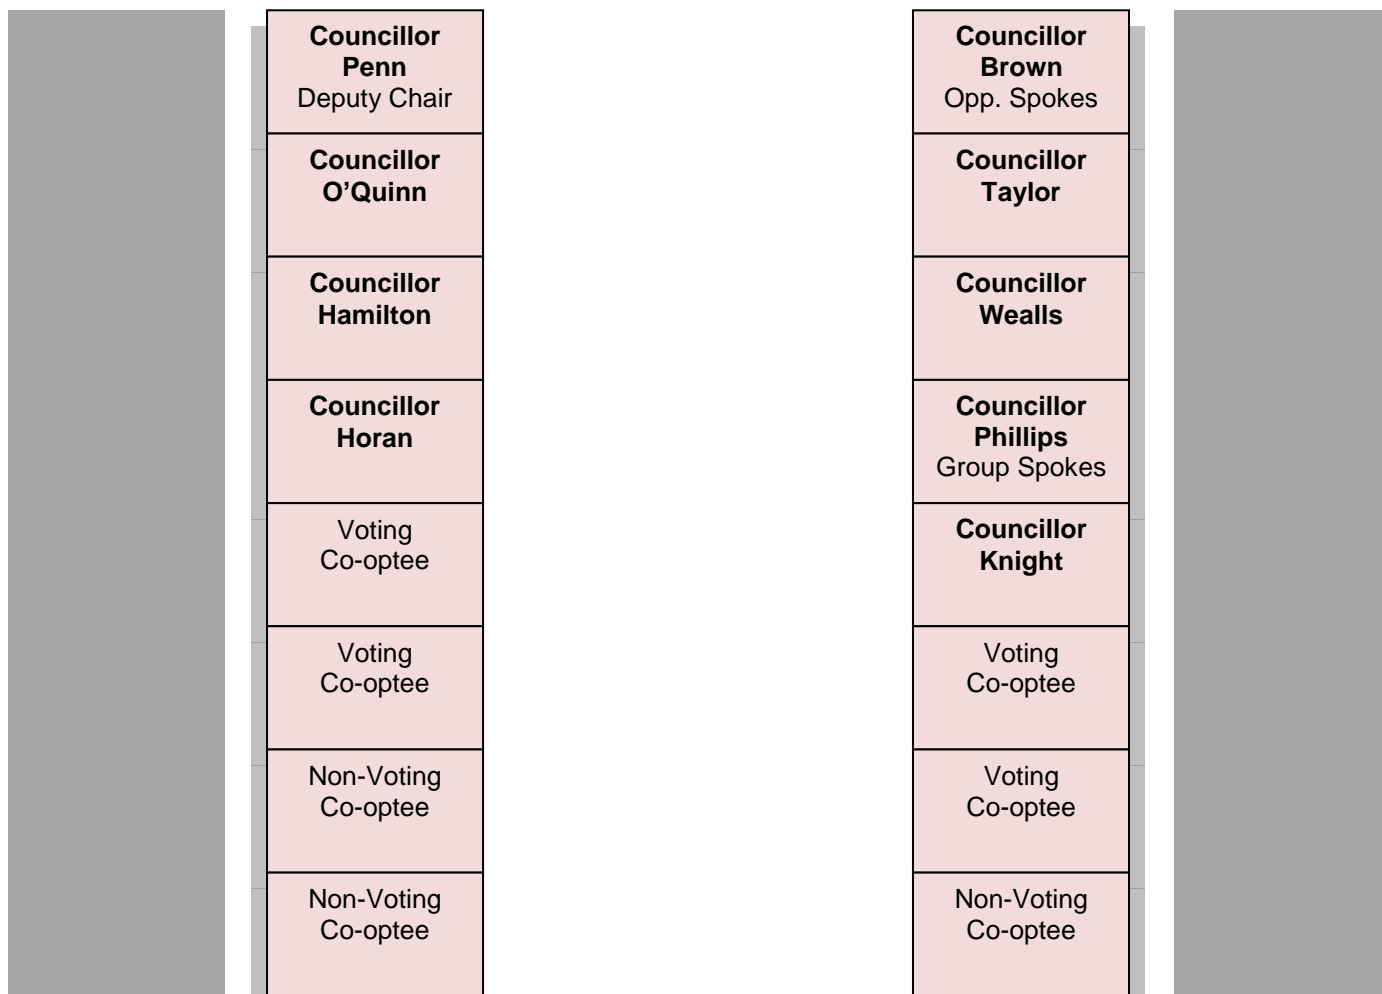 Councillor
Penn
Deputy Chair
Councillor
O’Quinn
Councillor
Hamilton
Councillor
Horan
Voting
Co-optee
Voting
Co-optee
Non-Voting
Co-optee
Non-Voting
Co-optee
Councillor
Brown
Opp. Spokes
Councillor
Taylor
Councillor
Wealls
Councillor
Phillips
Group Spokes
Councillor
Knight
Voting
Co-optee
Voting
Co-optee
Non-Voting
Co-optee